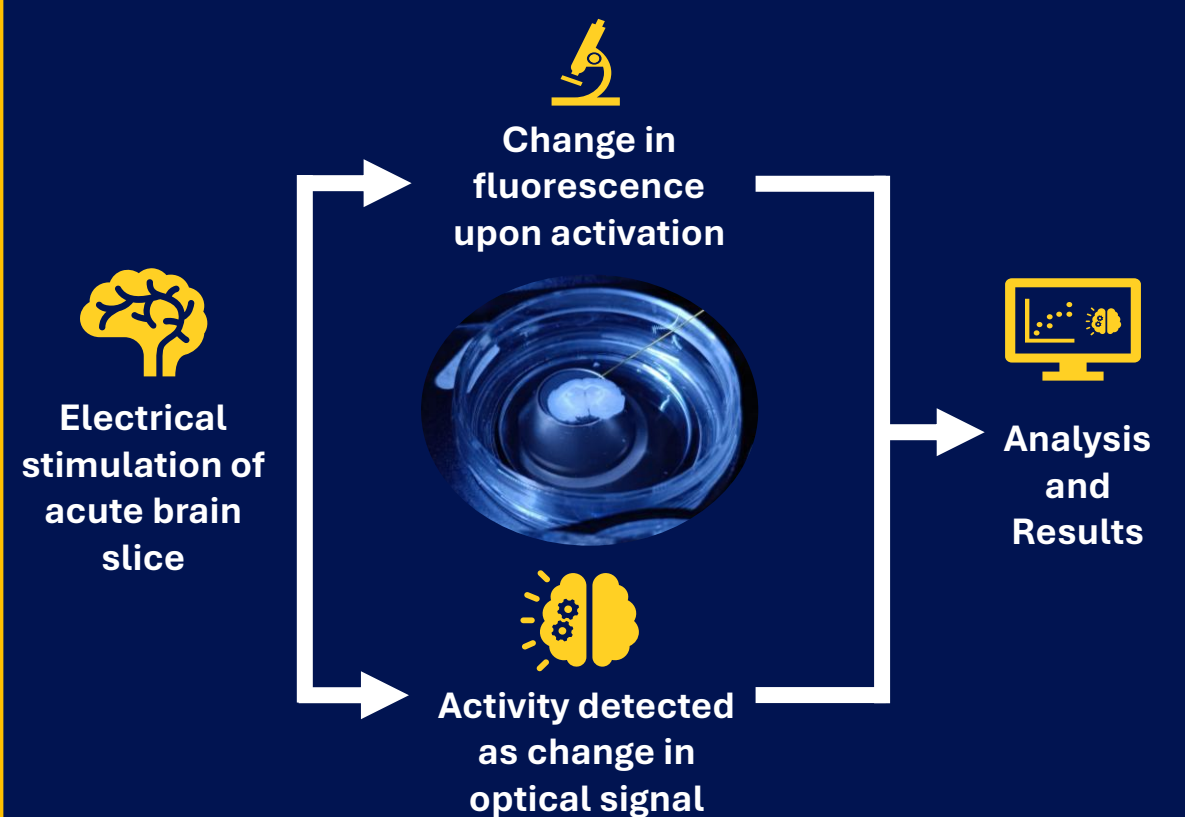 Change in
fluorescence
upon activation
Electrical
stimulation of
acute brain
slice
Analysis
and
Results
Activity detected
as change in
optical signal